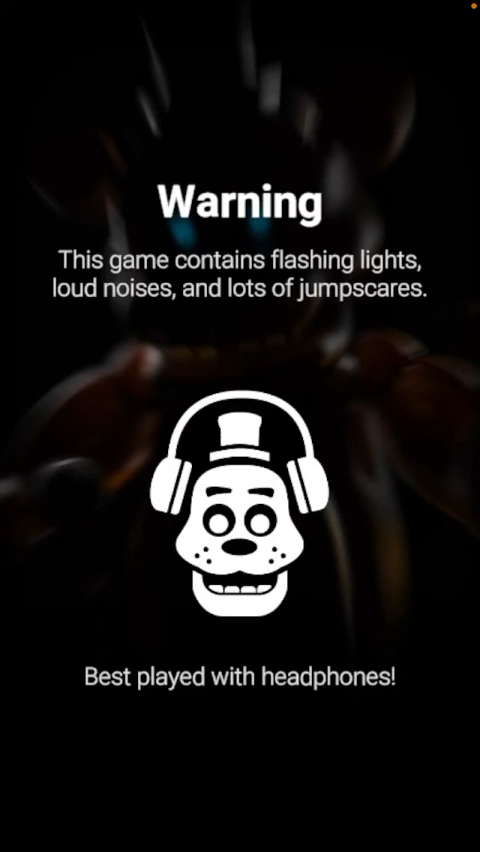 Warning
This game contains flashing lights,
loud noises, and lots of jumpscares.
Best played with headphones!